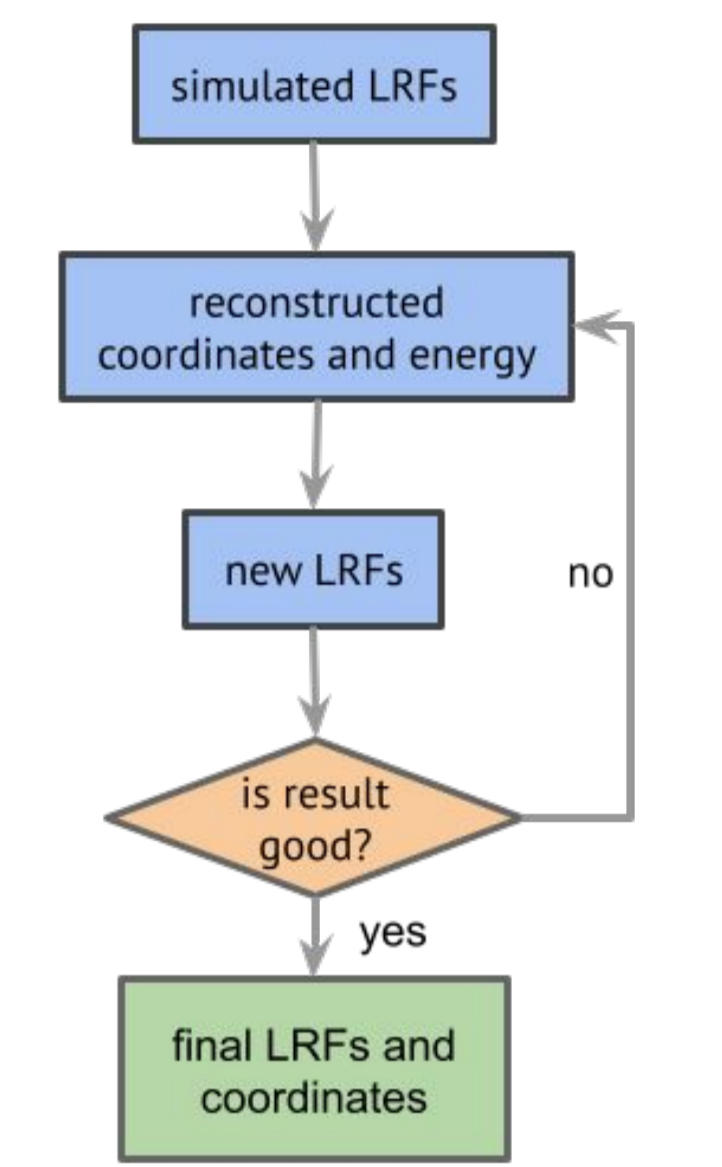 simulated LRFs
reconstructed
coordinates and energy
new LRFs
no
is result
good?
yes
final LRFs and
coordinates